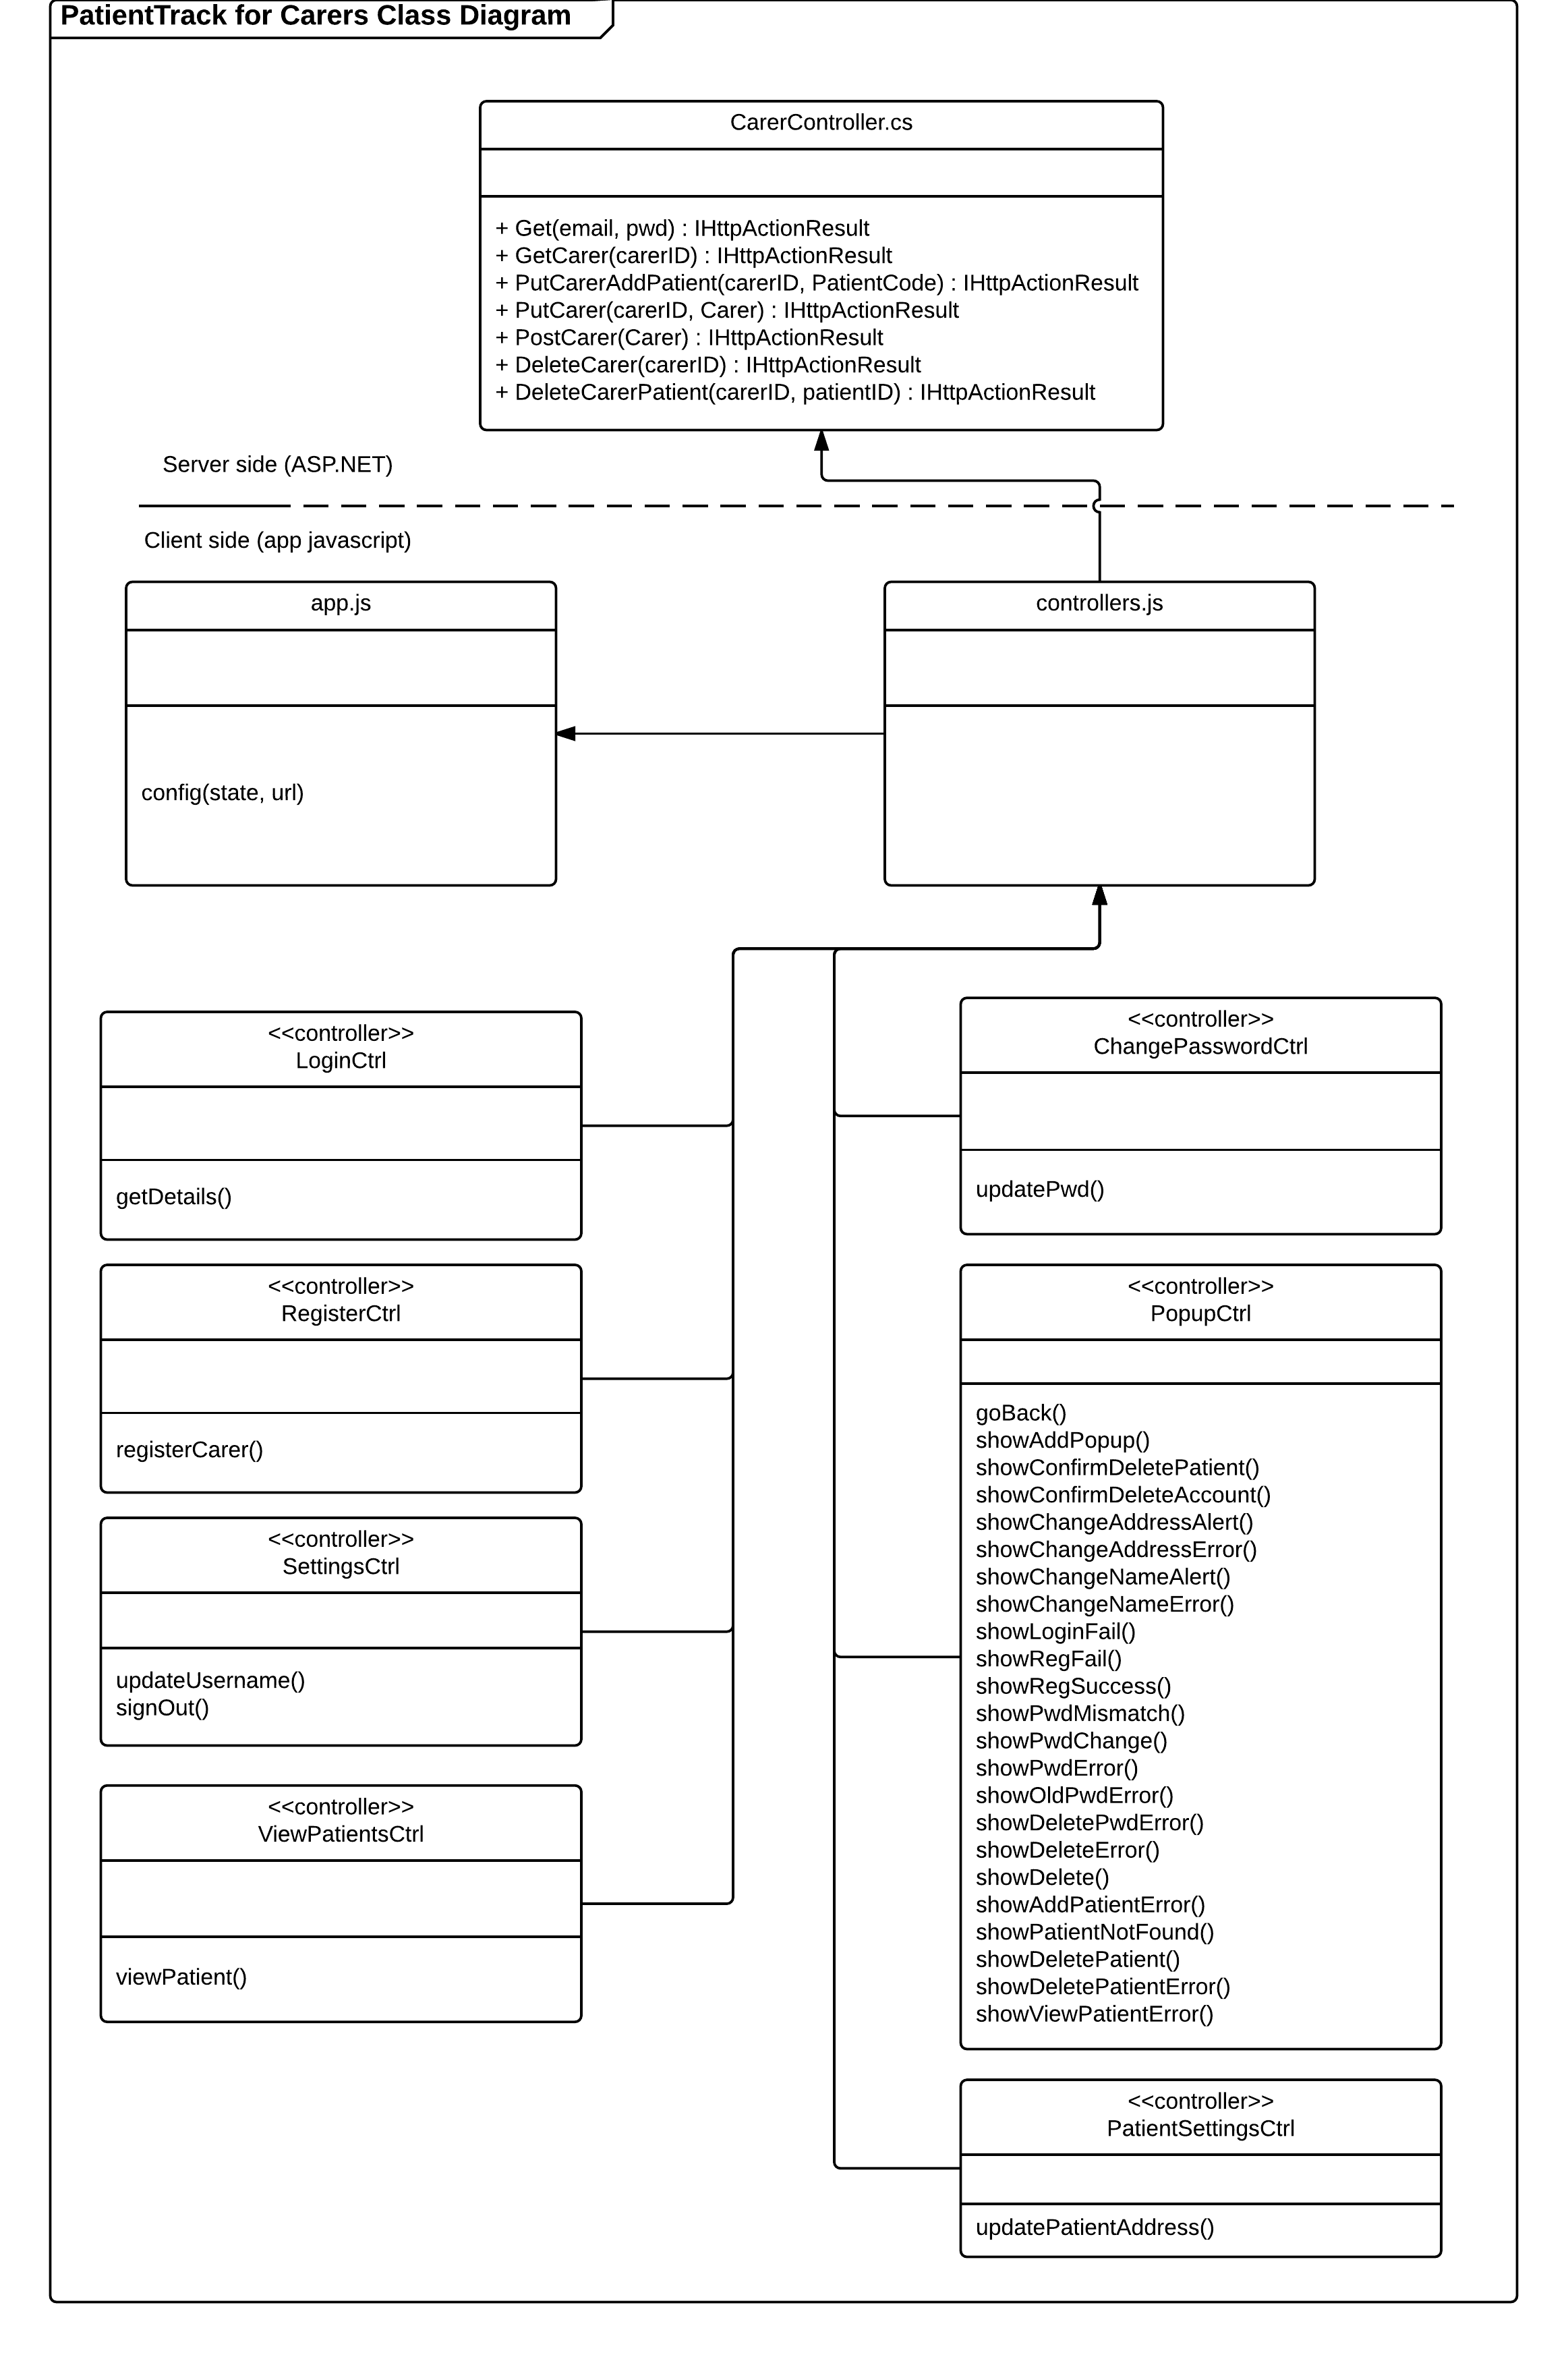 PatientTrack for Carers Class Diagram
CarerController.cs
+ Get(email, pwd) : IHttpActionResult
+ GetCarer(carerID) : IHttpActionResult
+ PutCarerAddPatient(carerID, PatientCode) : IHttpActionResult
+ PutCarer(carerID, Carer) : IHttpActionResult
+ PostCarer(Carer) : IHttpActionResult
+ DeleteCarer(carerID) : IHttpActionResult
+ DeleteCarerPatient(carerID, patientID) : IHttpActionResult
Server side (ASP.NET)
Client side (app javascript)
app.js
config(state, url)
controllers.js
<<controller>>
LoginCtrl
getDetails()
<<controller>>
RegisterCtrl
registerCarer()
<<controller>>
SettingsCtrl
updateUsername()
signOut()
<<controller>>
ViewPatientsCtrl
viewPatient()
<<controller>>
ChangePasswordCtrl
updatePwd()
<<controller>>
PopupCtrl
goBack()
showAddPopup()
showConfirmDeletePatient()
showConfirmDeleteAccount()
showChangeAddressAlert()
showChangeAddressError()
showChangeNameAlert()
showChangeNameError()
showLoginFail()
showRegFail()
showRegSuccess()
showPwdMismatch()
showPwdChange()
showPwdError()
showOldPwdError()
showDeletePwdError()
showDeleteError()
showDelete()
showAddPatientError()
showPatientNotFound()
showDeletePatient()
showDeletePatientError()
showViewPatientError()
<<controller>>
PatientSettingsCtrl
updatePatientAddress()